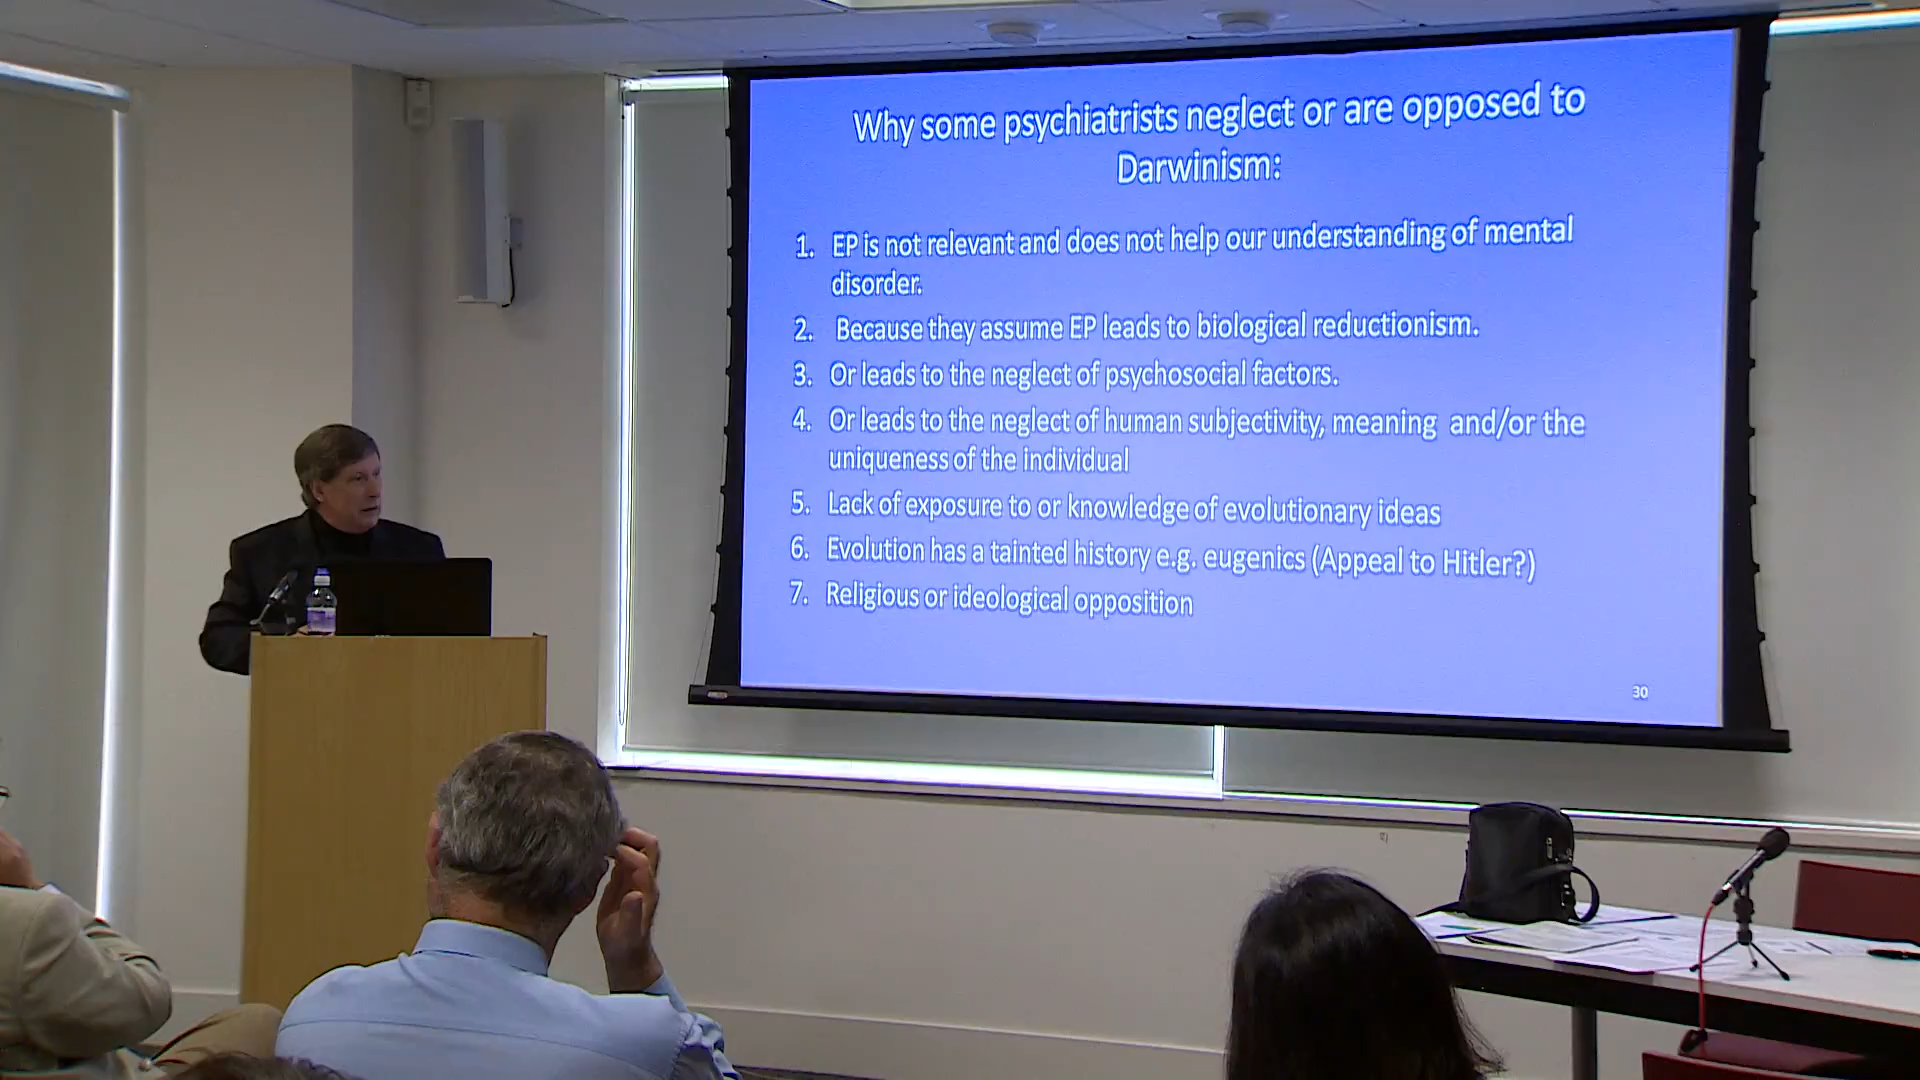 Why some psychiatrists neglect or are opposed to
Darwinism:
1. EP is not relevant and does not help our understanding of mental
disorder.
2. Because they assume EP leads to biological reductionism.
3. Or leads to the neglect of psychosocial factors.
4. Or leads to the neglect of human subjectivity, meaning and/or the
uniqueness of the individual
5. Lack of exposure to or knowledge of evolutionary ideas
6. Evolution has a tainted history e.g. eugenics (Appeal to Hitler?)
7. Religious or ideological opposition
30